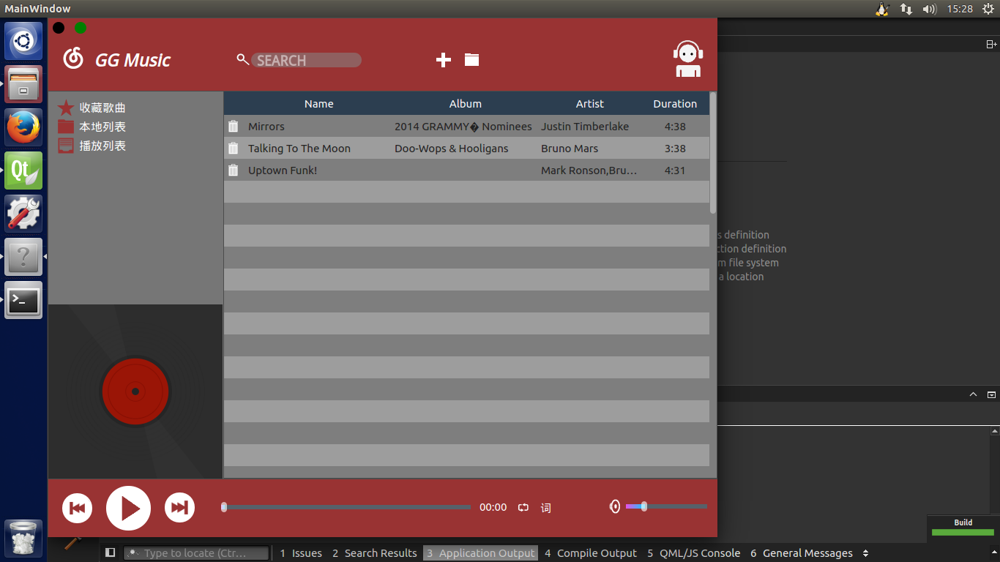 MainWindow
15:28
GG Music
SEARCH
收藏歌曲
本地列表
播放列表
Name Album Artist Duration
Mirrors 2014 GRAMMY� Nominees Justin Timberlake 4:38
Talking To The Moon Doo-Wops & Hooligans Bruno Mars 3:38
Uptown Funk! Mark Ronson,Bru… 4:31
s definition
ction definition
m file system
a location
00:00 词
Build
Type to locate (Ctr… 1 Issues 2 Search Results 3 Application Output 4 Compile Output 5 QML/JS Console 6 General Messages